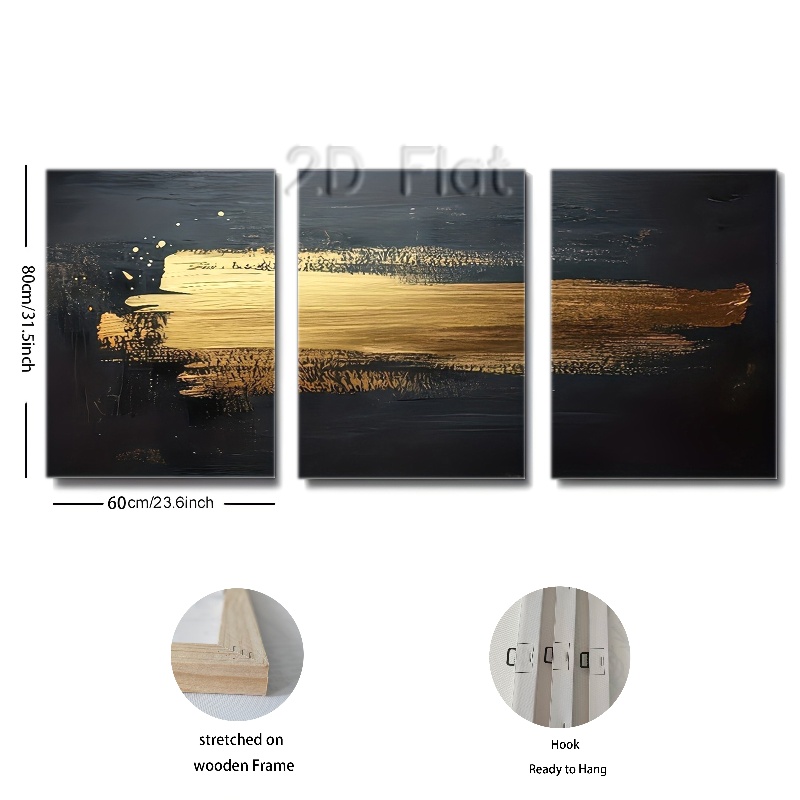 2D Flat
80cm/31.5inch
60cm/23.6inch
stretched on
wooden Frame
Hook
Ready to Hang